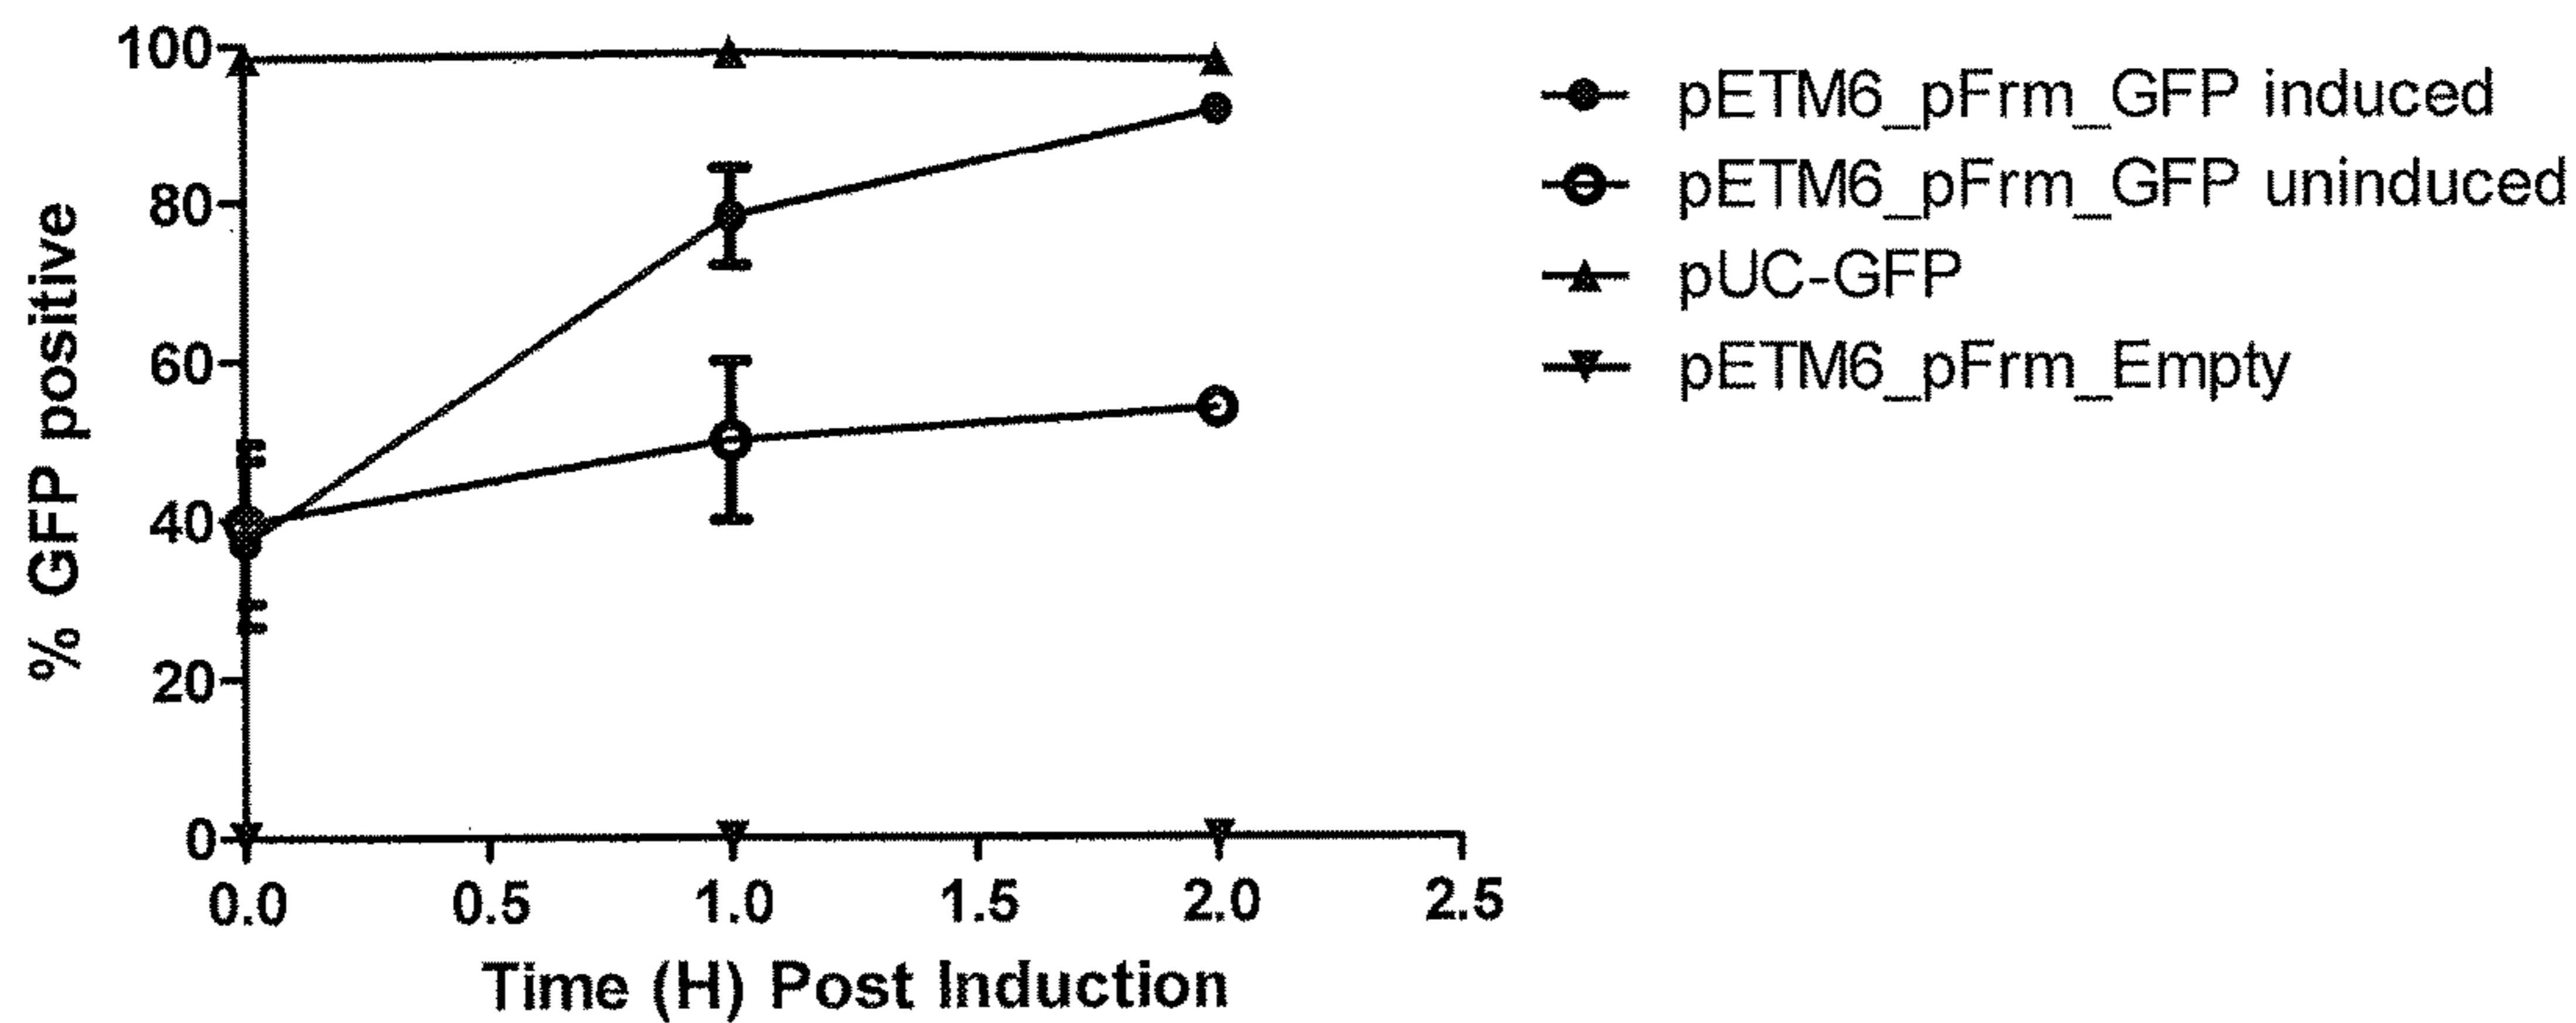 % GFP positive
100
80
60
40
20
0
0.0 0.5 1.0 1.5 2.0 2.5
Time (H) Post Induction
pETM6_pFrm_GFP induced
pETM6_pFrm_GFP uninduced
pUC-GFP
pETM6_pFrm_Empty